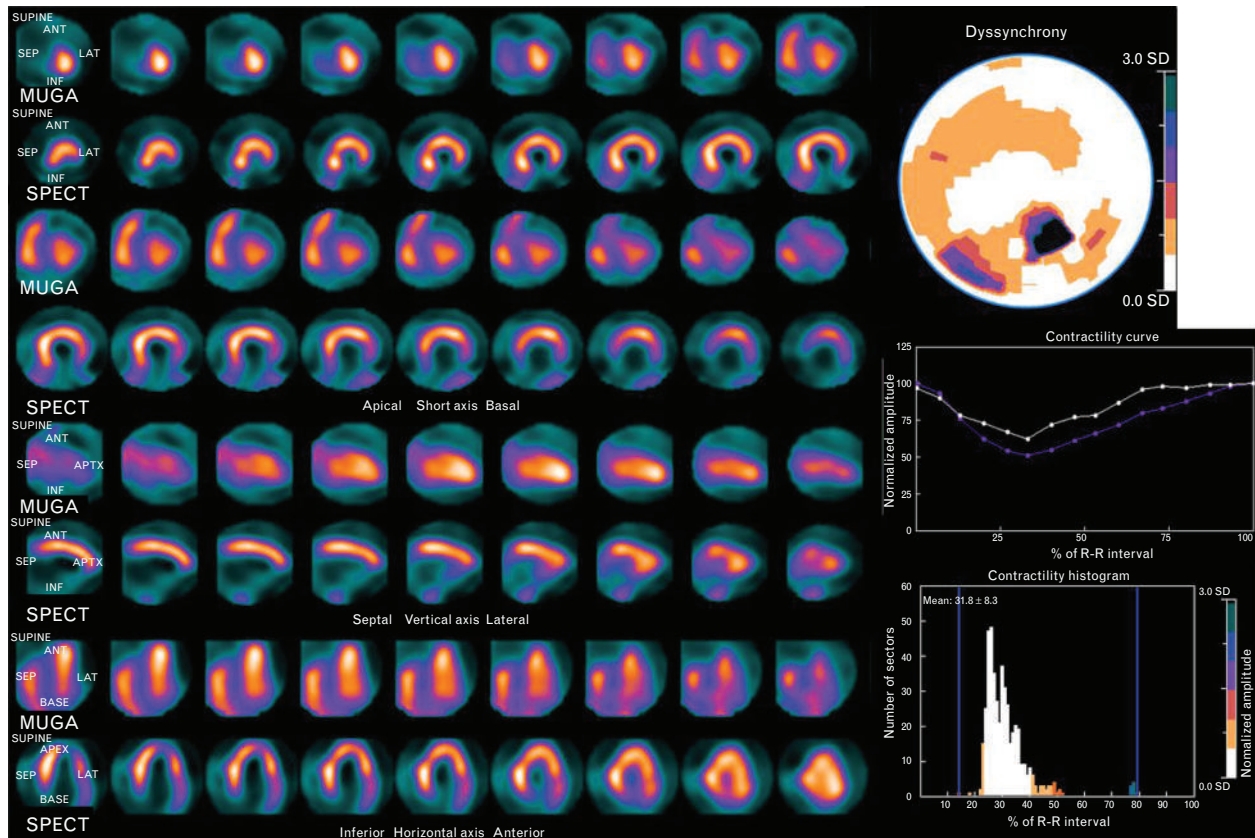 SUPINE
ANT
SEP LAT
INF
MUGA
SUPINE
ANT
SEP LAT
INF
SPECT
MUGA
SPECT
Apical Short axis Basal
SUPINE
ANT
SEP APTX
INF
MUGA
SUPINE
ANT
SEP APTX
INF
SPECT
Septal Vertical axis Lateral
SUPINE
ANT
SEP LAT
BASE
MUGA
SUPINE
APEX
SEP LAT
BASE
SPECT
Inferior Horizontal axis Anterior
Dyssynchrony
3.0 SD
0.0 SD
Contractility curve
Normalized amplitude
125
100
75
50
25
0
25 50 75 100
% of R-R interval
Contractility histogram
Mean: 31.8 ± 8.3
Number of sectors
60
50
40
30
20
10
0
10 20 30 40 50 60 70 80 90 100
% of R-R interval
3.0 SD
0.0 SD
Normalized amplitude